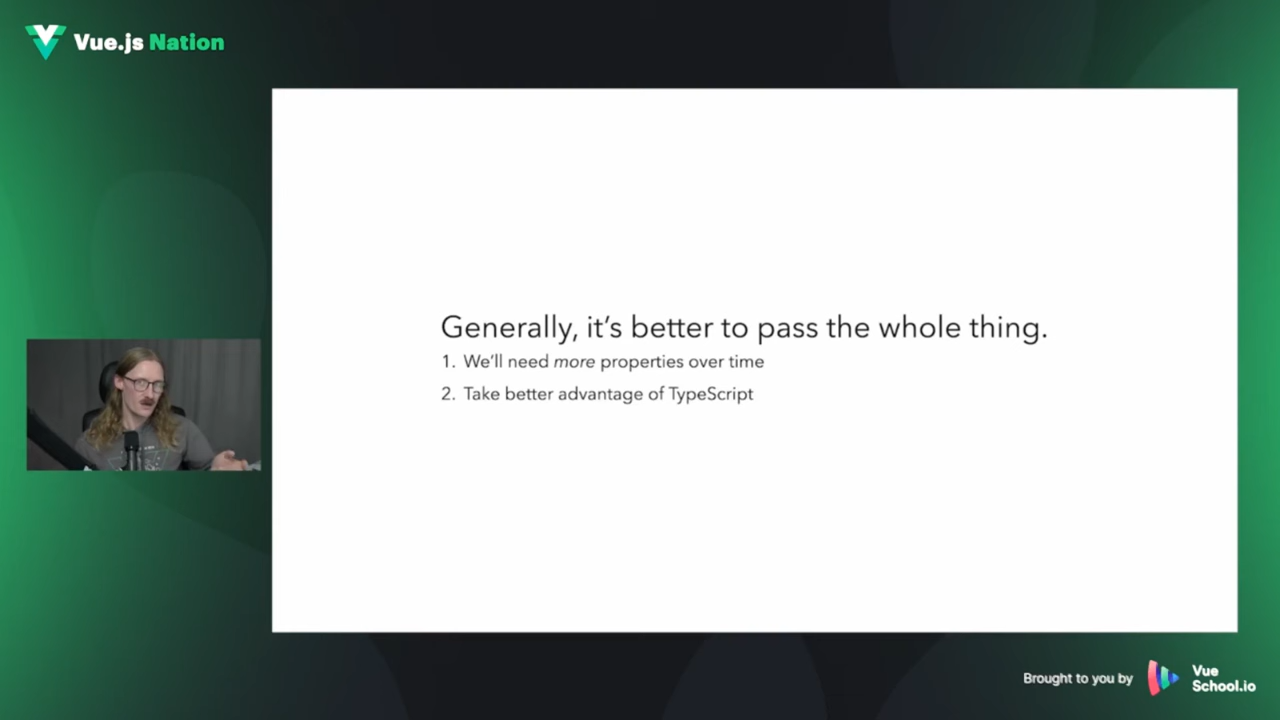 Vue.js Nation
Generally, it’s better to pass the whole thing.
1. We’ll need more properties over time
2. Take better advantage of TypeScript
Brought to you by
Vue
School.io